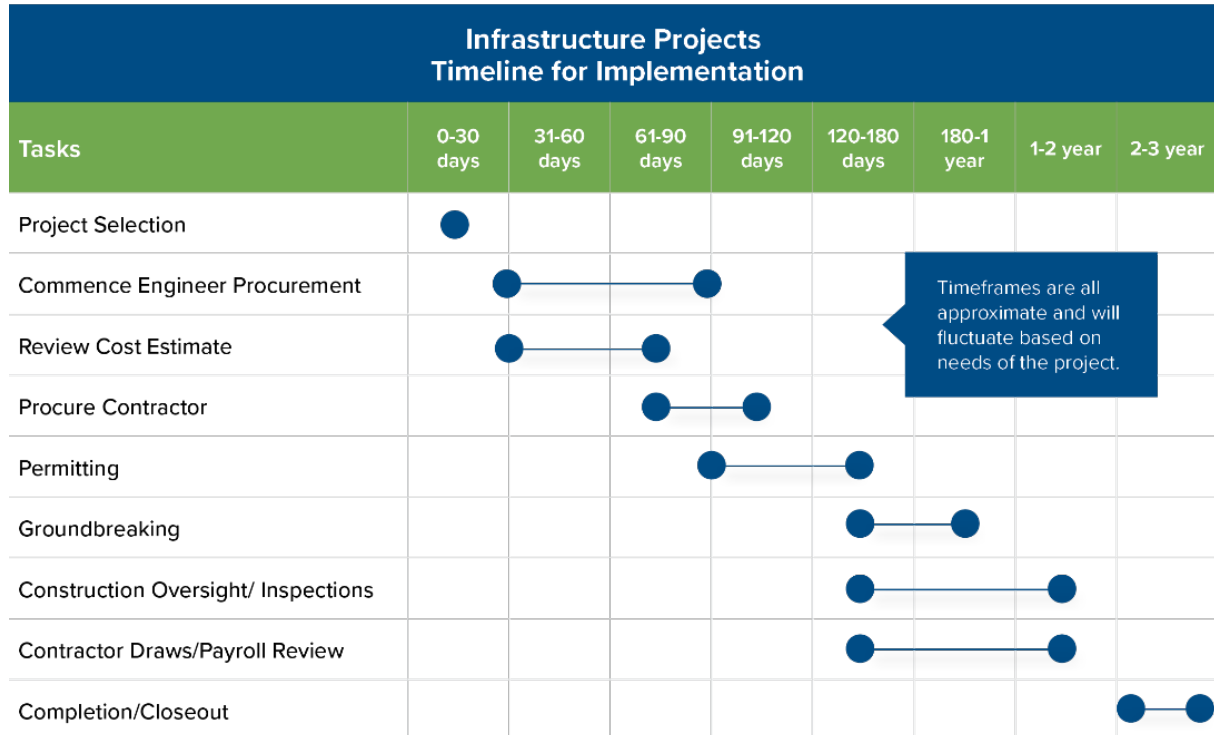 Infrastructure Projects
Timeline for Implementation
Tasks
0-30
days
31-60
days
61-90
days
91-120
days
120-180
days
180-1
year
1-2 year
2-3 year
Project Selection
Commence Engineer Procurement
Review Cost Estimate
Procure Contractor
Permitting
Groundbreaking
Construction Oversight/ Inspections
Contractor Draws/Payroll Review
Completion/Closeout
Timeframes are all
approximate and will
fluctuate based on
needs of the project.